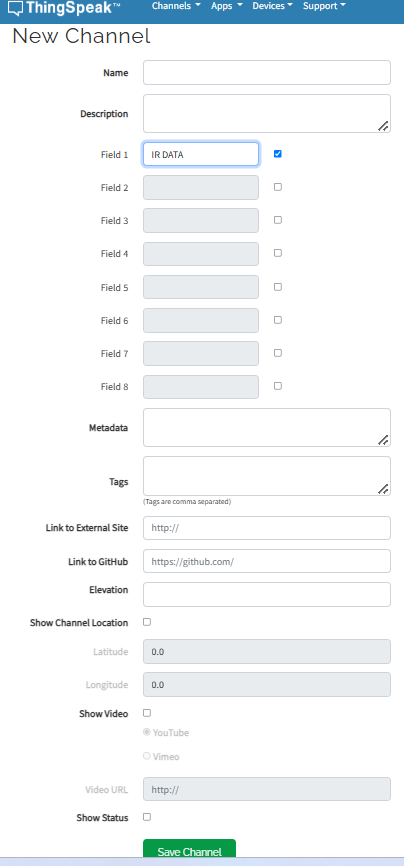 ThingSpeak™ Channels Apps Devices Support
New Channel
Name
Description
Field 1 IR DATA
Field 2
Field 3
Field 4
Field 5
Field 6
Field 7
Field 8
Metadata
Tags
(Tags are comma separated)
Link to External Site http://
Link to GitHub https://github.com/
Elevation
Show Channel Location
Latitude 0.0
Longitude 0.0
Show Video
YouTube
Vimeo
Video URL http://
Show Status
Save Channel